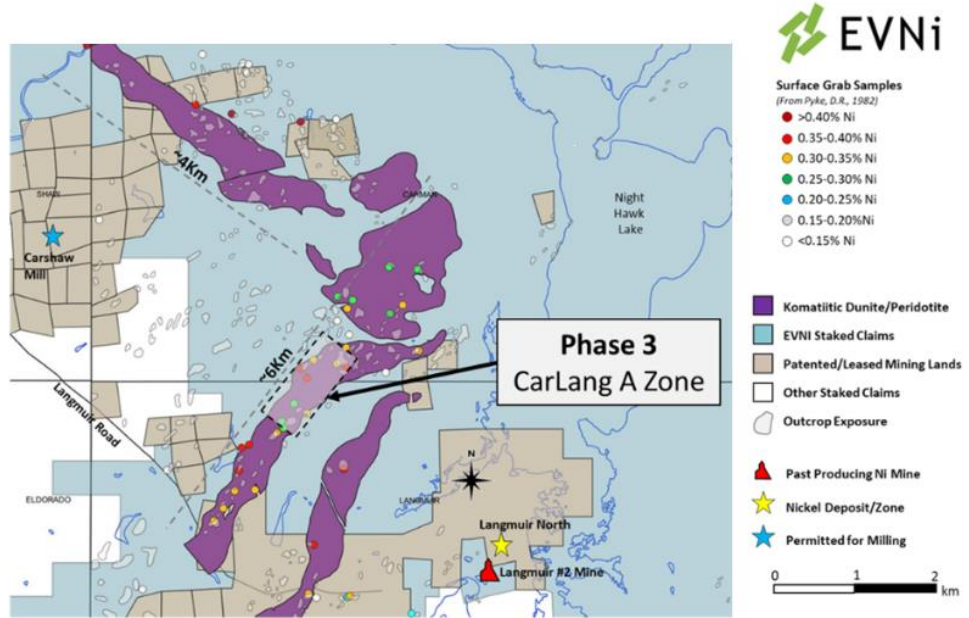 EVNi
Surface Grab Samples
(From Pyke, D.R., 1982)
>0.40% Ni
0.35-0.40% Ni
0.30-0.35% Ni
0.25-0.30% Ni
0.20-0.25% Ni
0.15-0.20%Ni
<0.15% Ni
Komatiitic Dunite/Peridotite
EVNI Staked Claims
Patented/Leased Mining Lands
Other Staked Claims
Outcrop Exposure
Past Producing Ni Mine
Nickel Deposit/Zone
Permitted for Milling
0 1 2
km
~4Km
SHAW
CARMAN
Night
Hawk
Lake
Carshaw
Mill
Phase 3
CarLang A Zone
~6Km
Langmuir Road
N
ELDORADO
LANGMUIR
Langmuir North
Langmuir #2 Mine